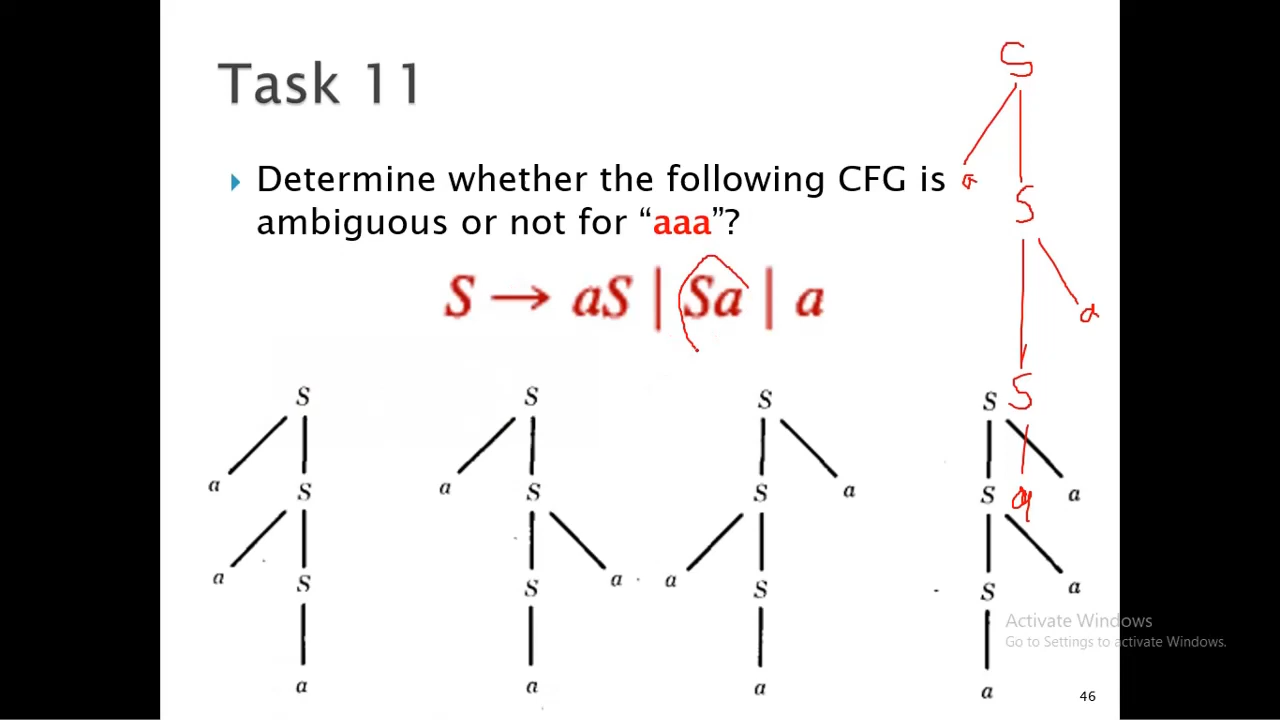 Task 11
Determine whether the following CFG is
ambiguous or not for “aaa”?
S → aS | Sa | a
S
a S
S a
S
a
S S S S
a S a S S a S a
a S S a a S S a
a a a a
Activate Windows
Go to Settings to activate Windows.
46